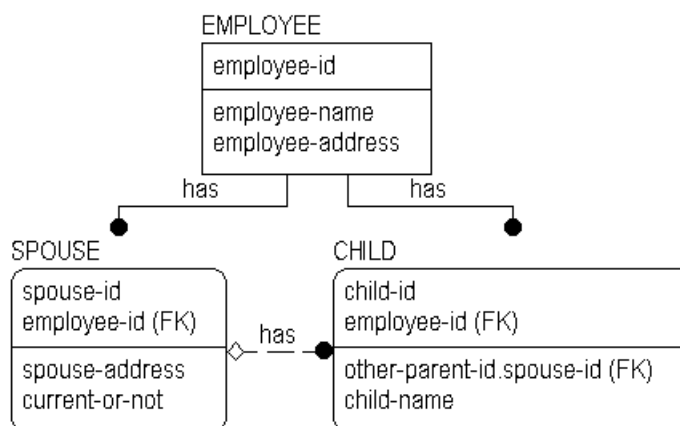 EMPLOYEE
employee-id
employee-name
employee-address
has
has
SPOUSE
spouse-id
employee-id (FK)
spouse-address
current-or-not
has
CHILD
child-id
employee-id (FK)
other-parent-id.spouse-id (FK)
child-name